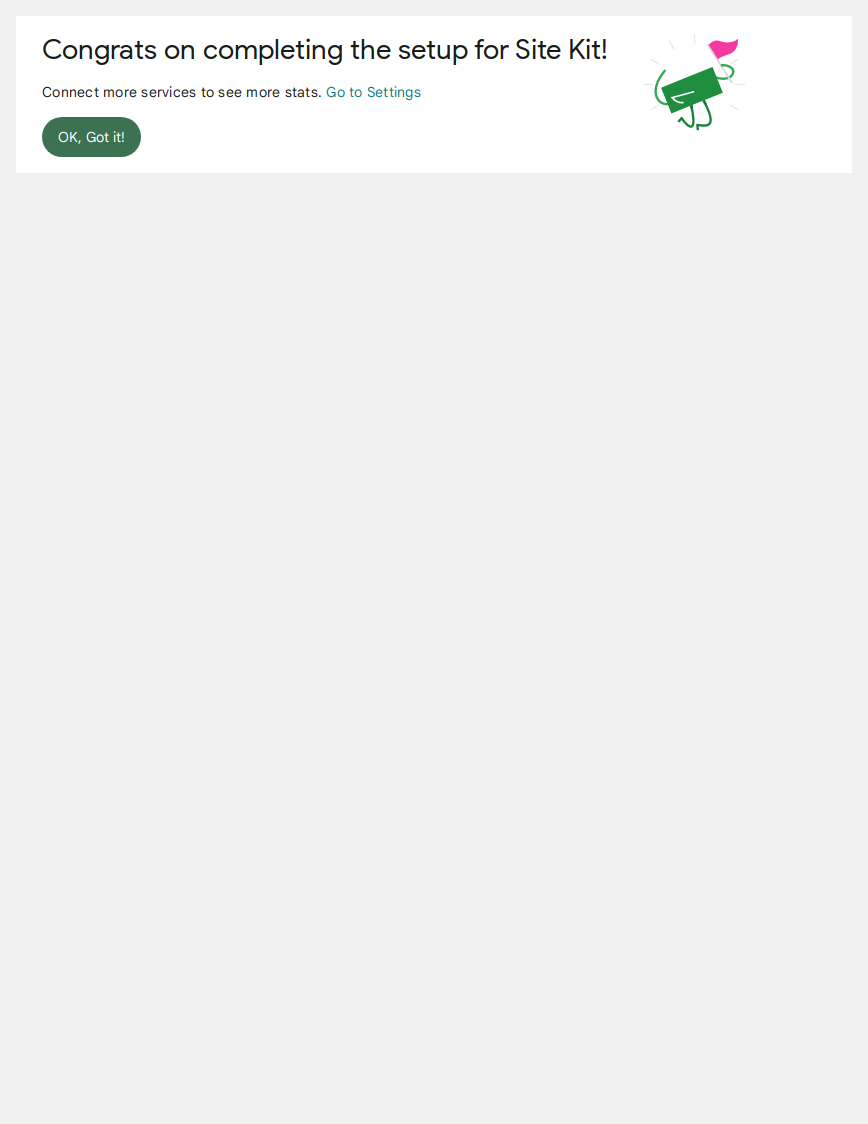 Congrats on completing the setup for Site Kit!
Connect more services to see more stats. Go to Settings
OK, Got it!